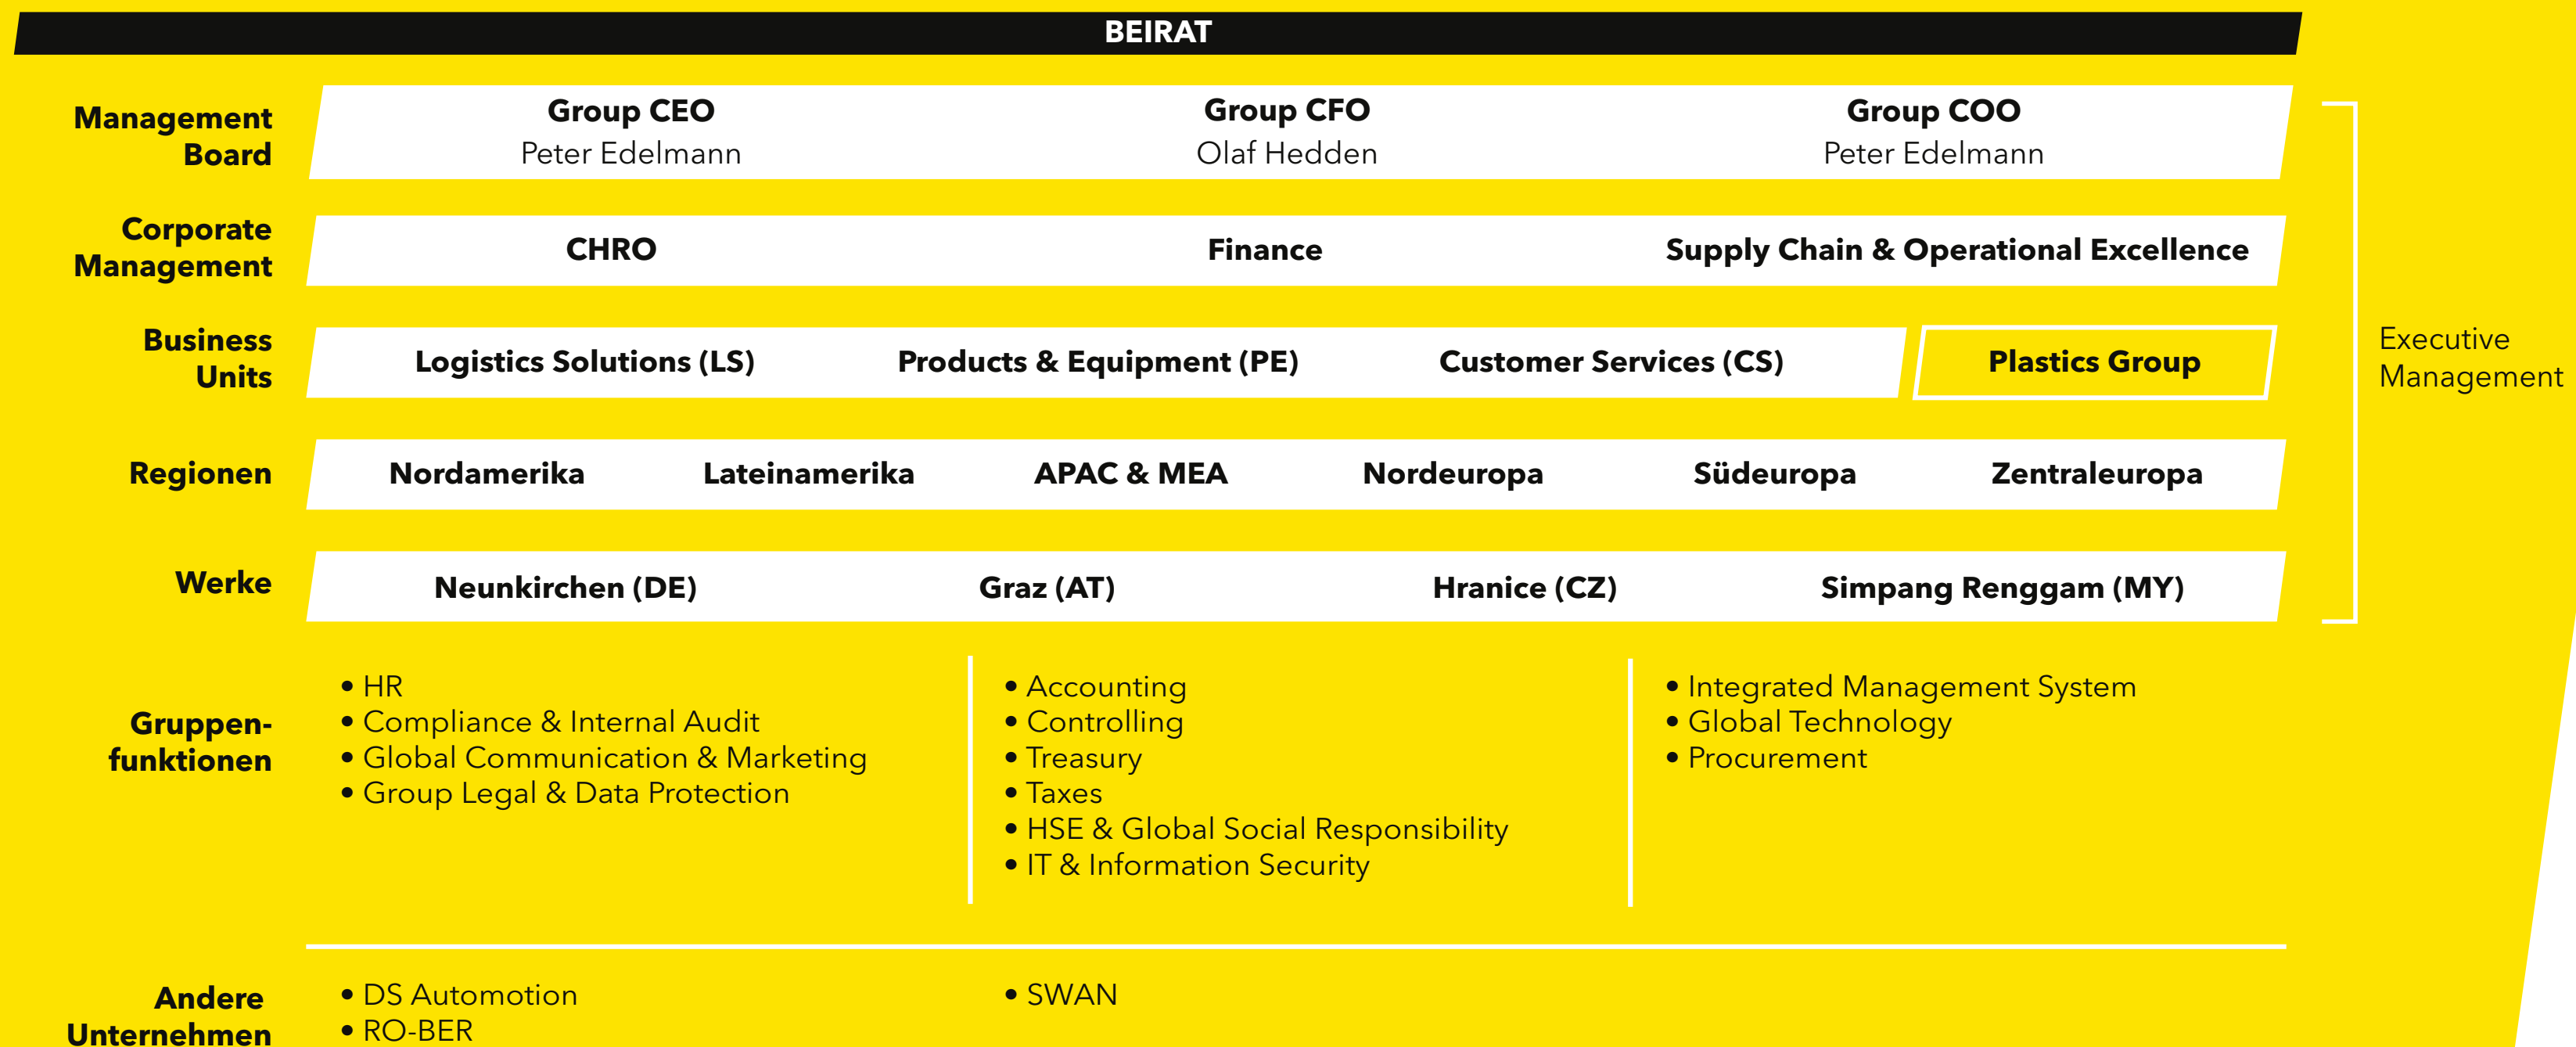 BEIRAT
Management
Board
Group CEO
Peter Edelmann
Group CFO
Olaf Hedden
Group COO
Peter Edelmann
Corporate
Management
CHRO
Finance
Supply Chain & Operational Excellence
Business
Units
Logistics Solutions (LS)
Products & Equipment (PE)
Customer Services (CS)
Plastics Group
Executive
Management
Regionen
Nordamerika
Lateinamerika
APAC & MEA
Nordeuropa
Südeuropa
Zentraleuropa
Werke
Neunkirchen (DE)
Graz (AT)
Hranice (CZ)
Simpang Renggam (MY)
Gruppen-
funktionen
• HR
• Compliance & Internal Audit
• Global Communication & Marketing
• Group Legal & Data Protection
• Accounting
• Controlling
• Treasury
• Taxes
• HSE & Global Social Responsibility
• IT & Information Security
• Integrated Management System
• Global Technology
• Procurement
Andere
Unternehmen
• DS Automotion
• RO-BER
• SWAN